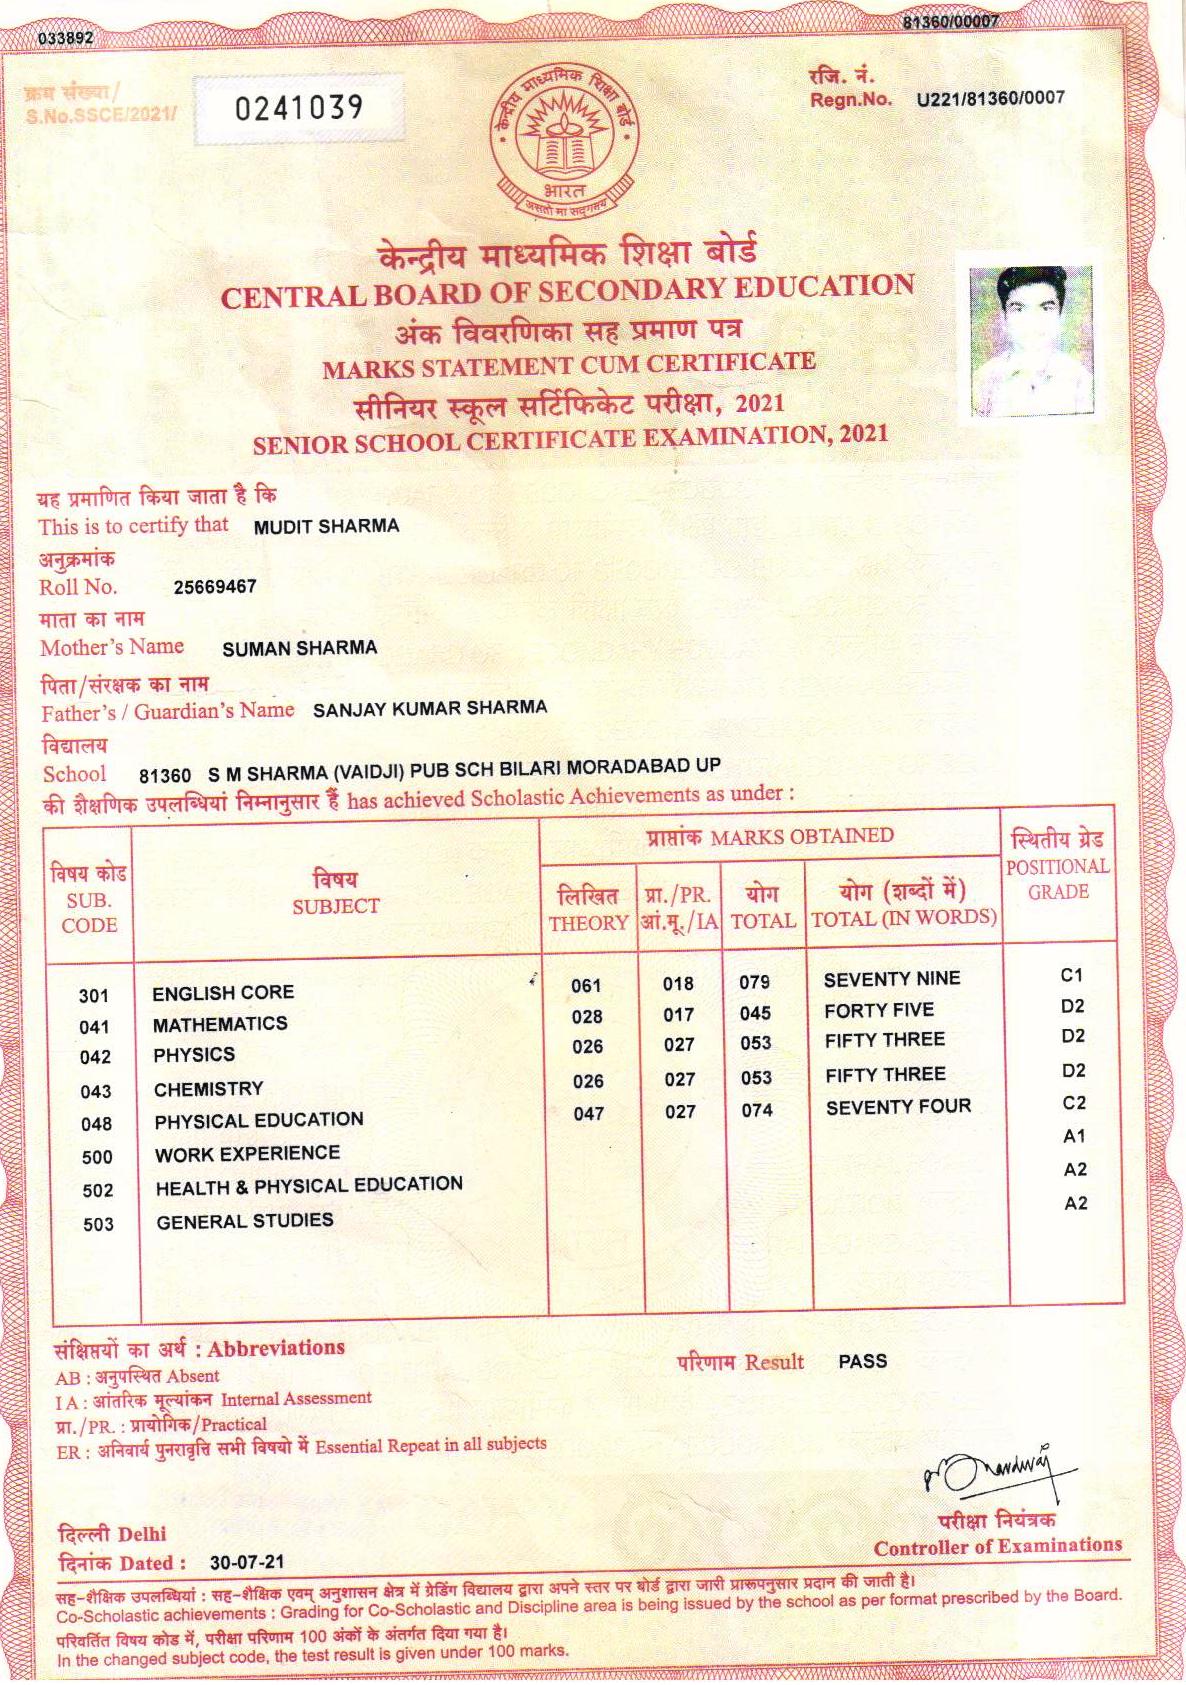 033892
81360/00007
क्रम संख्या/
S.No.SSCE/2021/
0241039
रजि. नं.
Regn.No. U221/81360/0007
केन्द्रीय माध्यमिक शिक्षा बोर्ड
भारत
असतो मा सद्गमय
केन्द्रीय माध्यमिक शिक्षा बोर्ड
CENTRAL BOARD OF SECONDARY EDUCATION
अंक विवरणिका सह प्रमाण पत्र
MARKS STATEMENT CUM CERTIFICATE
सीनियर स्कूल सर्टिफिकेट परीक्षा, 2021
SENIOR SCHOOL CERTIFICATE EXAMINATION, 2021
यह प्रमाणित किया जाता है कि
This is to certify that MUDIT SHARMA
अनुक्रमांक
Roll No. 25669467
माता का नाम
Mother's Name SUMAN SHARMA
पिता/संरक्षक का नाम
Father's / Guardian's Name SANJAY KUMAR SHARMA
विद्यालय
School 81360 S M SHARMA (VAIDJI) PUB SCH BILARI MORADABAD UP
की शैक्षणिक उपलब्धियां निम्नानुसार हैं has achieved Scholastic Achievements as under :
विषय कोड
SUB.
CODE
विषय
SUBJECT
प्राप्तांक MARKS OBTAINED
लिखित
THEORY
प्रा./PR.
आं.मू./IA
योग
TOTAL
योग (शब्दों में)
TOTAL (IN WORDS)
स्थितीय ग्रेड
POSITIONAL
GRADE
301 ENGLISH CORE 061 018 079 SEVENTY NINE C1
041 MATHEMATICS 028 017 045 FORTY FIVE D2
042 PHYSICS 026 027 053 FIFTY THREE D2
043 CHEMISTRY 026 027 053 FIFTY THREE D2
048 PHYSICAL EDUCATION 047 027 074 SEVENTY FOUR C2
500 WORK EXPERIENCE A1
502 HEALTH & PHYSICAL EDUCATION A2
503 GENERAL STUDIES A2
संक्षिप्तियों का अर्थ : Abbreviations
AB : अनुपस्थित Absent
I A : आंतरिक मूल्यांकन Internal Assessment
प्रा./PR. : प्रायोगिक/Practical
ER : अनिवार्य पुनरावृत्ति सभी विषयो में Essential Repeat in all subjects
परिणाम Result PASS
दिल्ली Delhi
दिनांक Dated : 30-07-21
परीक्षा नियंत्रक
Controller of Examinations
सह-शैक्षिक उपलब्धियां : सह-शैक्षिक एवम् अनुशासन क्षेत्र में ग्रेडिंग विद्यालय द्वारा अपने स्तर पर बोर्ड द्वारा जारी प्रारूपनुसार प्रदान की जाती है।
Co-Scholastic achievements : Grading for Co-Scholastic and Discipline area is being issued by the school as per format prescribed by the Board.
परिवर्तित विषय कोड में, परीक्षा परिणाम 100 अंकों के अंतर्गत दिया गया है।
In the changed subject code, the test result is given under 100 marks.